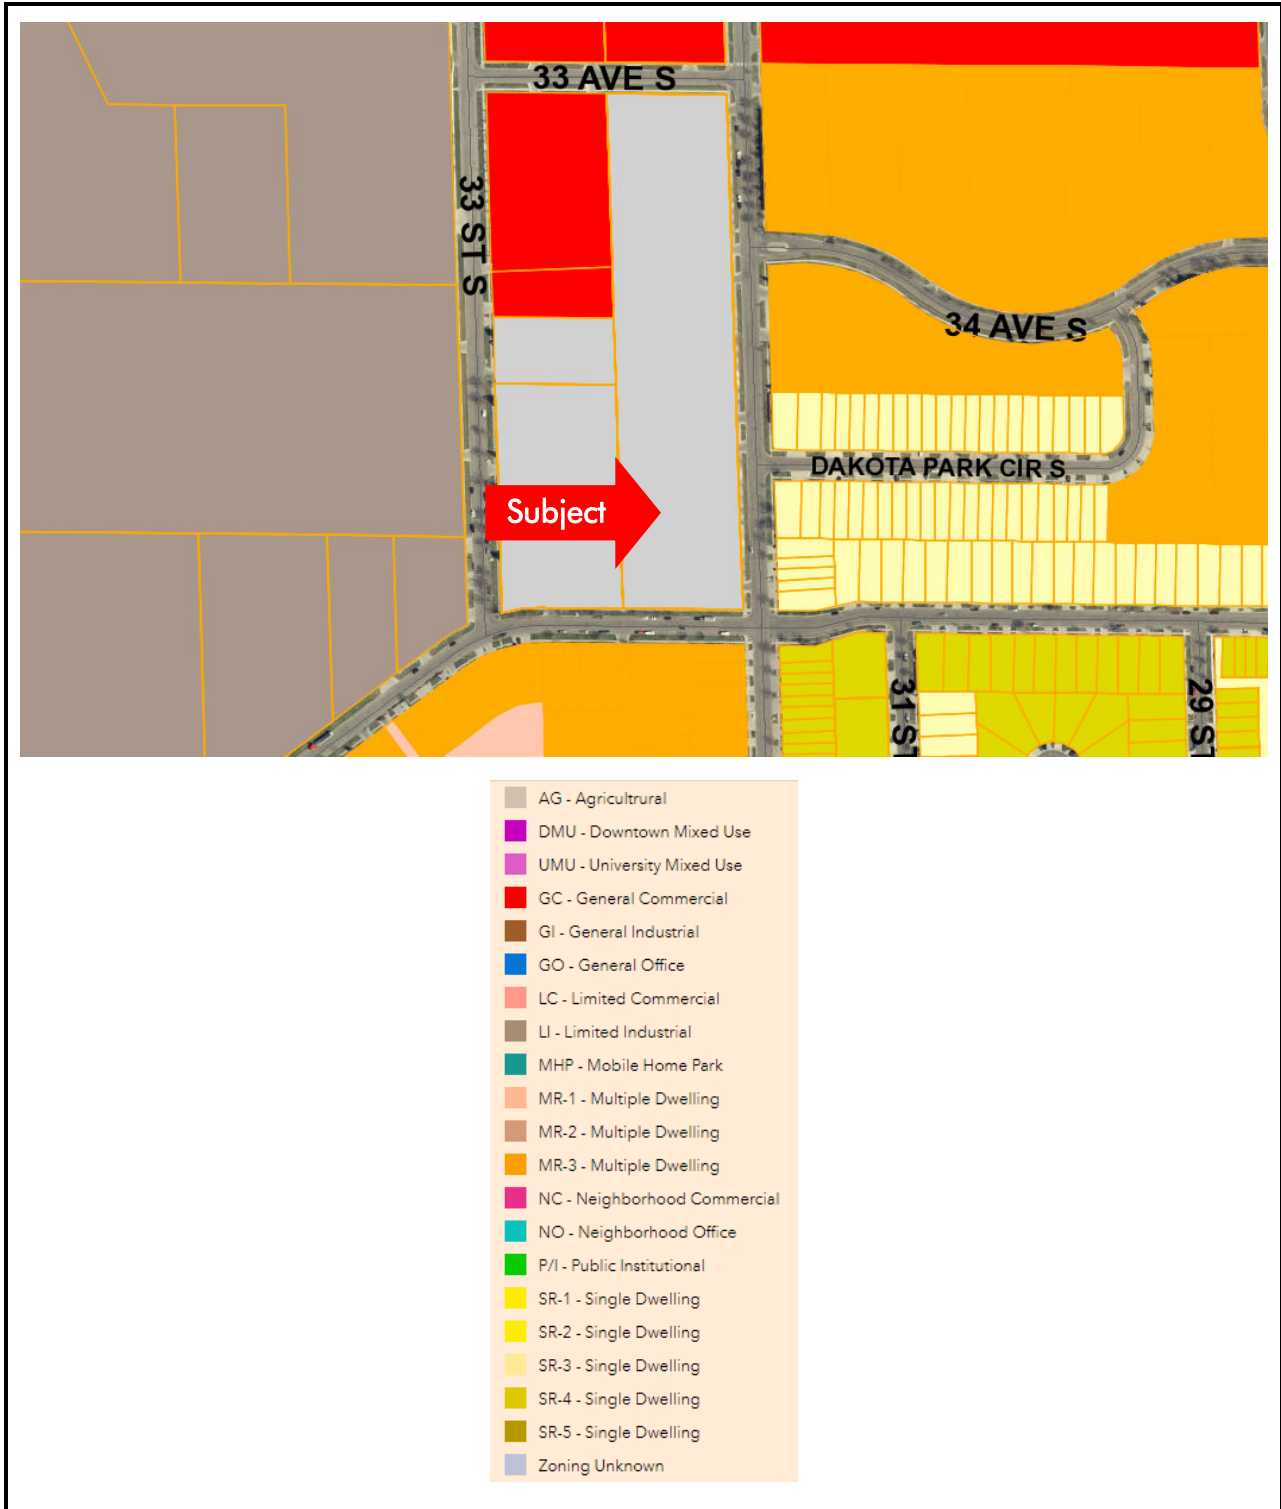 33 AVE S
33 ST S
34 AVE S
DAKOTA PARK CIR S
Subject
31 ST
29 ST
AG - Agricultrural
DMU - Downtown Mixed Use
UMU - University Mixed Use
GC - General Commercial
GI - General Industrial
GO - General Office
LC - Limited Commercial
LI - Limited Industrial
MHP - Mobile Home Park
MR-1 - Multiple Dwelling
MR-2 - Multiple Dwelling
MR-3 - Multiple Dwelling
NC - Neighborhood Commercial
NO - Neighborhood Office
P/I - Public Institutional
SR-1 - Single Dwelling
SR-2 - Single Dwelling
SR-3 - Single Dwelling
SR-4 - Single Dwelling
SR-5 - Single Dwelling
Zoning Unknown